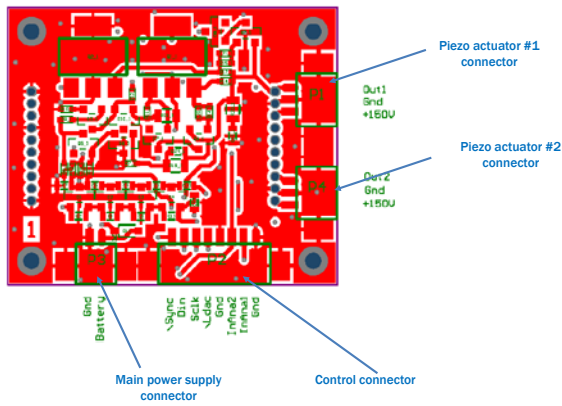 Piezo actuator #1
connector
P1
Out1
Gnd
+150V
Piezo actuator #2
connector
Out2
Gnd
+150V
1
P3
P2
Gnd
Battery
\Sync
Din
Sclk
\Ldac
Gnd
InAna2
InAna1
Gnd
Main power supply
connector
Control connector